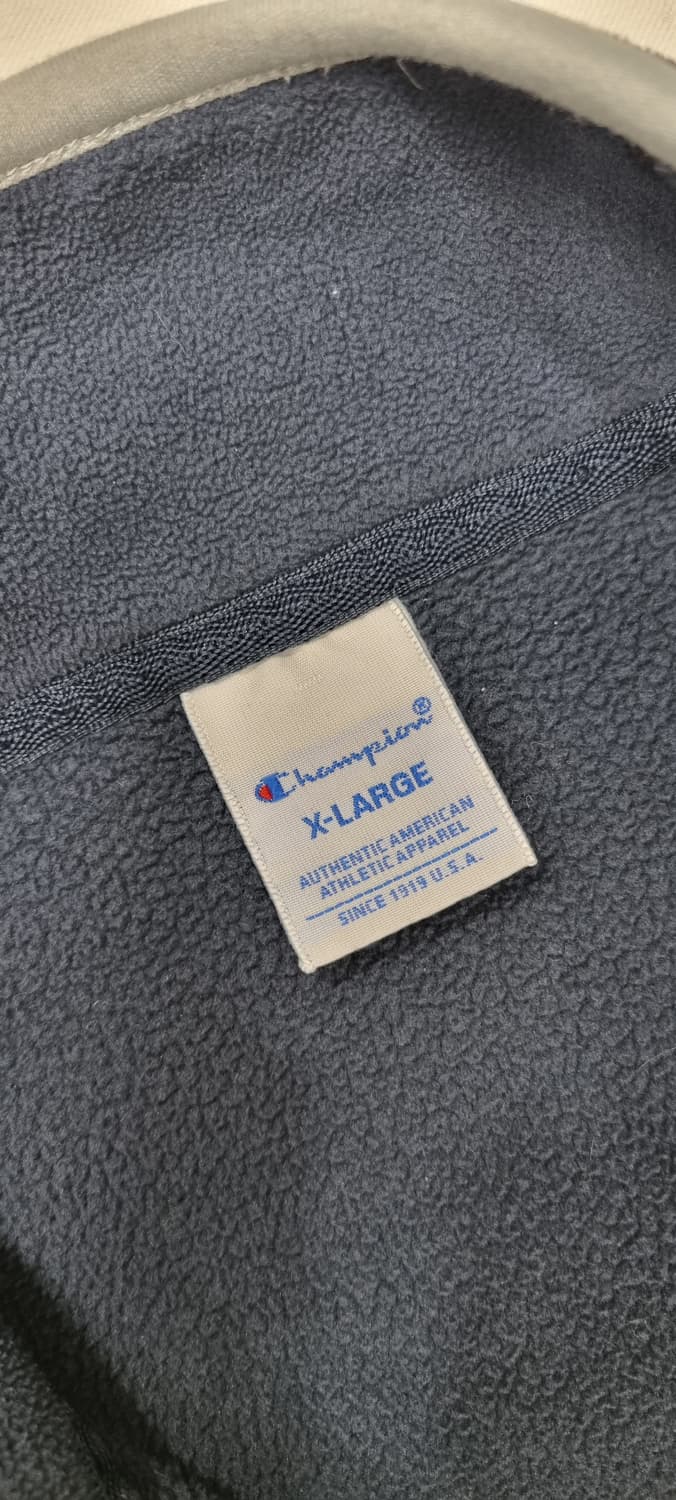 Champion®
X-LARGE
AUTHENTIC AMERICAN
ATHLETIC APPAREL
SINCE 1919 U.S.A.